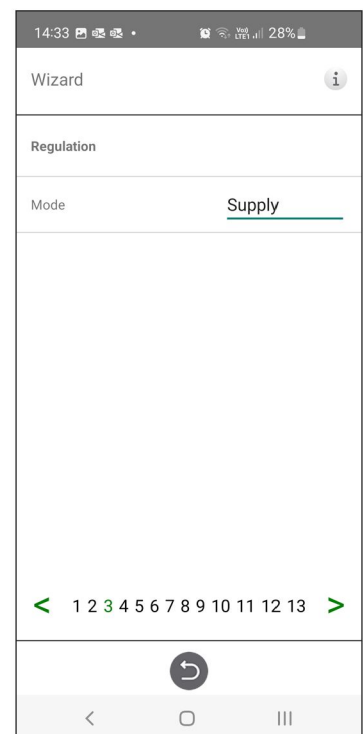 14:33 28%
Wizard i
Regulation
Mode Supply
< 1 2 3 4 5 6 7 8 9 10 11 12 13 >